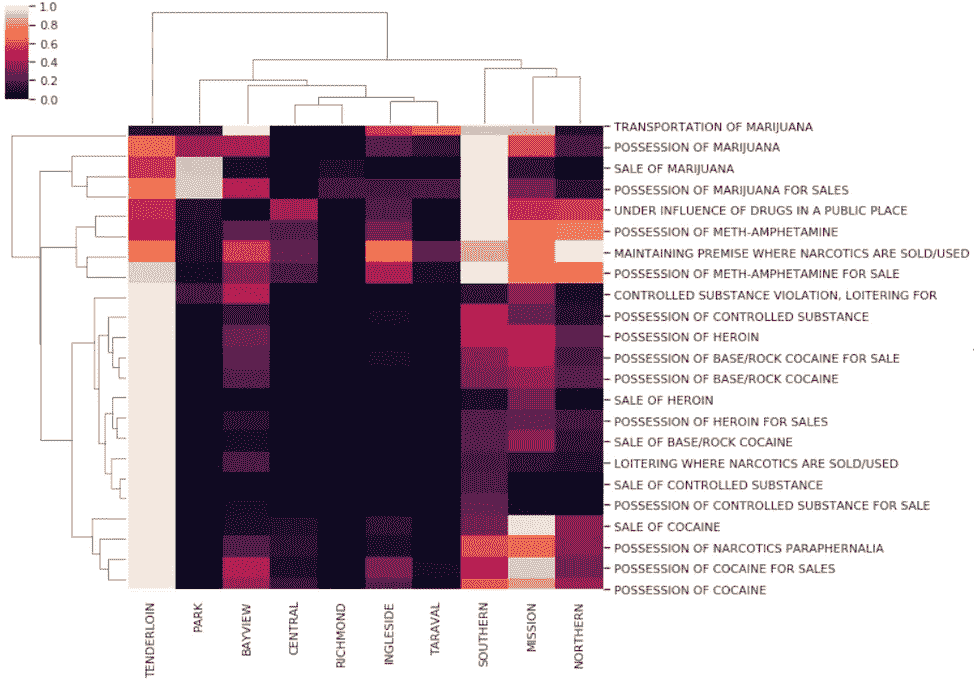 1.0
0.8
0.6
0.4
0.2
0.0
TRANSPORTATION OF MARIJUANA
POSSESSION OF MARIJUANA
SALE OF MARIJUANA
POSSESSION OF MARIJUANA FOR SALES
UNDER INFLUENCE OF DRUGS IN A PUBLIC PLACE
POSSESSION OF METH-AMPHETAMINE
MAINTAINING PREMISE WHERE NARCOTICS ARE SOLD/USED
POSSESSION OF METH-AMPHETAMINE FOR SALE
CONTROLLED SUBSTANCE VIOLATION, LOITERING FOR
POSSESSION OF CONTROLLED SUBSTANCE
POSSESSION OF HEROIN
POSSESSION OF BASE/ROCK COCAINE FOR SALE
POSSESSION OF BASE/ROCK COCAINE
SALE OF HEROIN
POSSESSION OF HEROIN FOR SALES
SALE OF BASE/ROCK COCAINE
LOITERING WHERE NARCOTICS ARE SOLD/USED
SALE OF CONTROLLED SUBSTANCE
POSSESSION OF CONTROLLED SUBSTANCE FOR SALE
SALE OF COCAINE
POSSESSION OF NARCOTICS PARAPHERNALIA
POSSESSION OF COCAINE FOR SALES
POSSESSION OF COCAINE
TENDERLOIN
PARK
BAYVIEW
CENTRAL
RICHMOND
INGLESIDE
TARAVAL
SOUTHERN
MISSION
NORTHERN